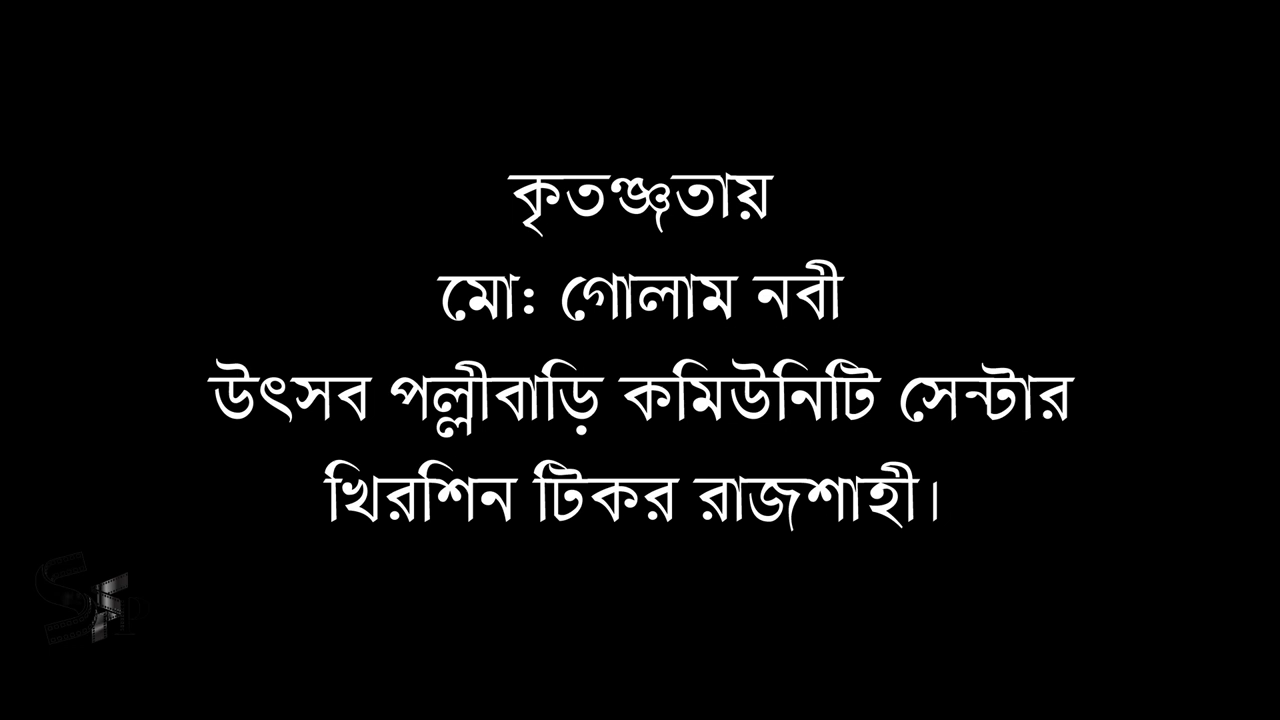 কৃতজ্ঞতায়
মো: গোলাম নবী
উৎসব পল্লীবাড়ি কমিউনিটি সেন্টার
খিরশিন টিকর রাজশাহী।